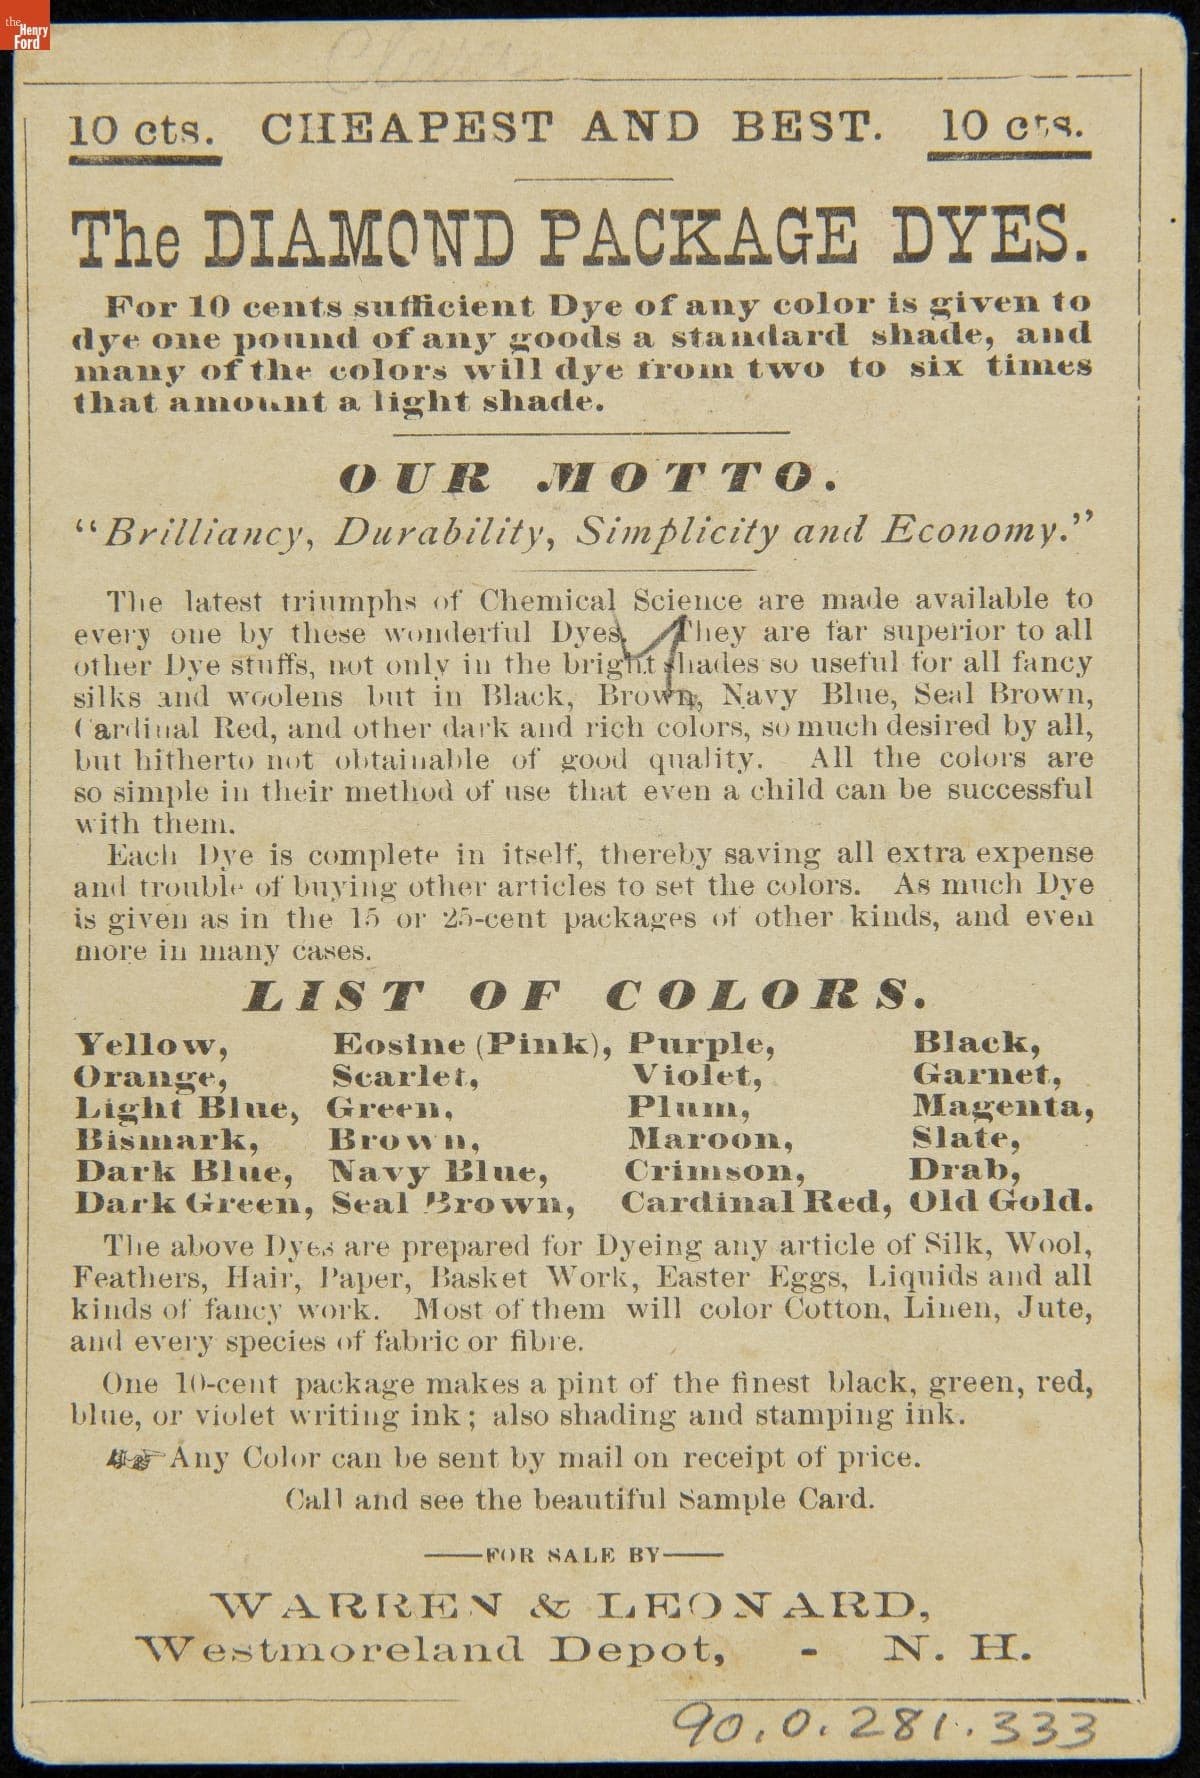 the Henry Ford
10 cts. CHEAPEST AND BEST. 10 cts.
The DIAMOND PACKAGE DYES.
For 10 cents sufficient Dye of any color is given to
dye one pound of any goods a standard shade, and
many of the colors will dye from two to six times
that amount a light shade.
OUR MOTTO.
"Brilliancy, Durability, Simplicity and Economy."
The latest triumphs of Chemical Science are made available to
every one by these wonderful Dyes. They are far superior to all
other Dye stuffs, not only in the bright shades so useful for all fancy
silks and woolens but in Black, Brown, Navy Blue, Seal Brown,
Cardinal Red, and other dark and rich colors, so much desired by all,
but hitherto not obtainable of good quality. All the colors are
so simple in their method of use that even a child can be successful
with them.
Each Dye is complete in itself, thereby saving all extra expense
and trouble of buying other articles to set the colors. As much Dye
is given as in the 15 or 25-cent packages of other kinds, and even
more in many cases.
LIST OF COLORS.
Yellow, Eosine (Pink), Purple, Black,
Orange, Scarlet, Violet, Garnet,
Light Blue, Green, Plum, Magenta,
Bismark, Brown, Maroon, Slate,
Dark Blue, Navy Blue, Crimson, Drab,
Dark Green, Seal Brown, Cardinal Red, Old Gold.
The above Dyes are prepared for Dyeing any article of Silk, Wool,
Feathers, Hair, Paper, Basket Work, Easter Eggs, Liquids and all
kinds of fancy work. Most of them will color Cotton, Linen, Jute,
and every species of fabric or fibre.
One 10-cent package makes a pint of the finest black, green, red,
blue, or violet writing ink; also shading and stamping ink.
☞ Any Color can be sent by mail on receipt of price.
Call and see the beautiful Sample Card.
FOR SALE BY
WARREN & LEONARD,
Westmoreland Depot, - N. H.
90.0.281.333